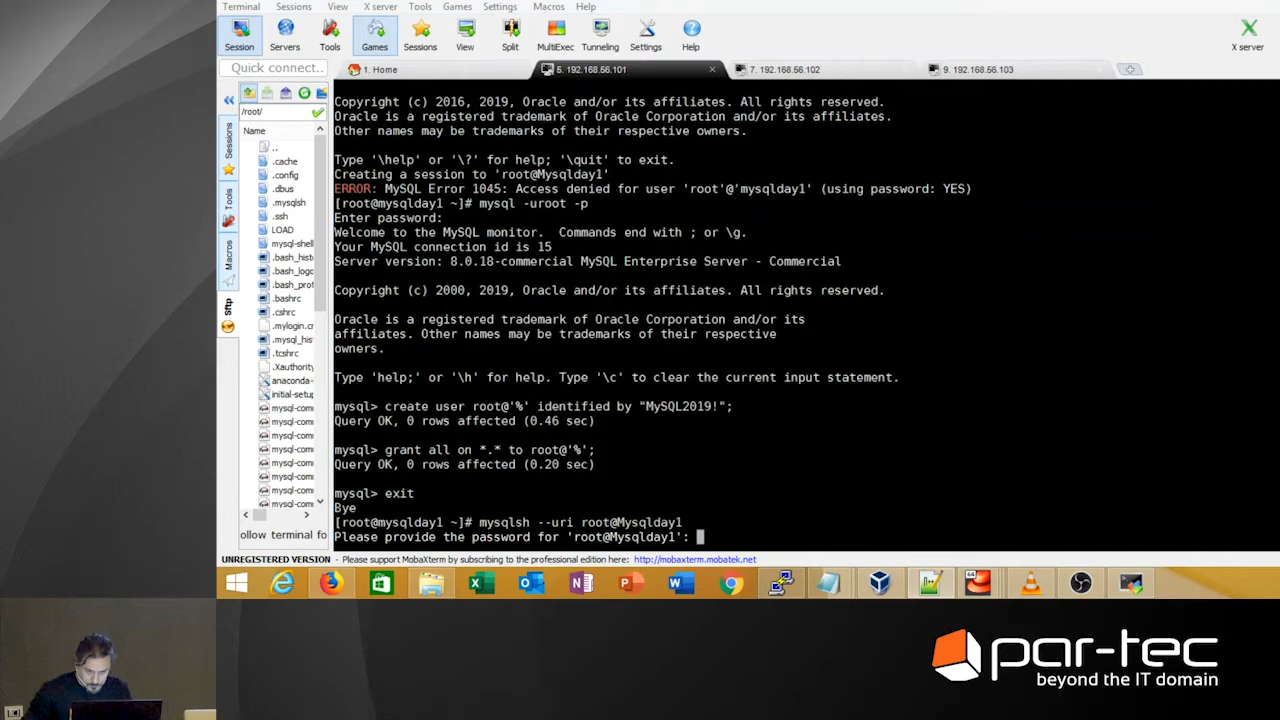 Terminal Sessions View X server Tools Games Settings Macros Help
Session Servers Tools Games Sessions View Split MultiExec Tunneling Settings Help X server
Quick connect...
1. Home
5. 192.168.56.101
7. 192.168.56.102
9. 192.168.56.103
/root/
Name
Sessions
Tools
Macros
Sftp
..
.cache
.config
.dbus
.mysqlsh
.ssh
LOAD
mysql-shell
.bash_hist
.bash_logo
.bash_prof
.bashrc
.cshrc
.mylogin.cn
.mysql_his
.tcshrc
.Xauthority
anaconda-
initial-setup
mysql-com
mysql-com
mysql-com
mysql-com
mysql-com
mysql-com
mysql-com
mysql-com
ollow terminal fo
Copyright (c) 2016, 2019, Oracle and/or its affiliates. All rights reserved.
Oracle is a registered trademark of Oracle Corporation and/or its affiliates.
Other names may be trademarks of their respective owners.
Type '\help' or '\?' for help; '\quit' to exit.
Creating a session to 'root@Mysqlday1'
ERROR: MySQL Error 1045: Access denied for user 'root'@'mysqlday1' (using password: YES)
[root@mysqlday1 ~]# mysql -uroot -p
Enter password:
Welcome to the MySQL monitor.  Commands end with ; or \g.
Your MySQL connection id is 15
Server version: 8.0.18-commercial MySQL Enterprise Server - Commercial
Copyright (c) 2000, 2019, Oracle and/or its affiliates. All rights reserved.
Oracle is a registered trademark of Oracle Corporation and/or its
affiliates. Other names may be trademarks of their respective
owners.
Type 'help;' or '\h' for help. Type '\c' to clear the current input statement.
mysql> create user root@'%' identified by "MySQL2019!";
Query OK, 0 rows affected (0.46 sec)
mysql> grant all on *.* to root@'%';
Query OK, 0 rows affected (0.20 sec)
mysql> exit
Bye
[root@mysqlday1 ~]# mysqlsh --uri root@Mysqlday1
Please provide the password for 'root@Mysqlday1':
UNREGISTERED VERSION - Please support MobaXterm by subscribing to the professional edition here: http://mobaxterm.mobatek.net
64
par-tec
beyond the IT domain